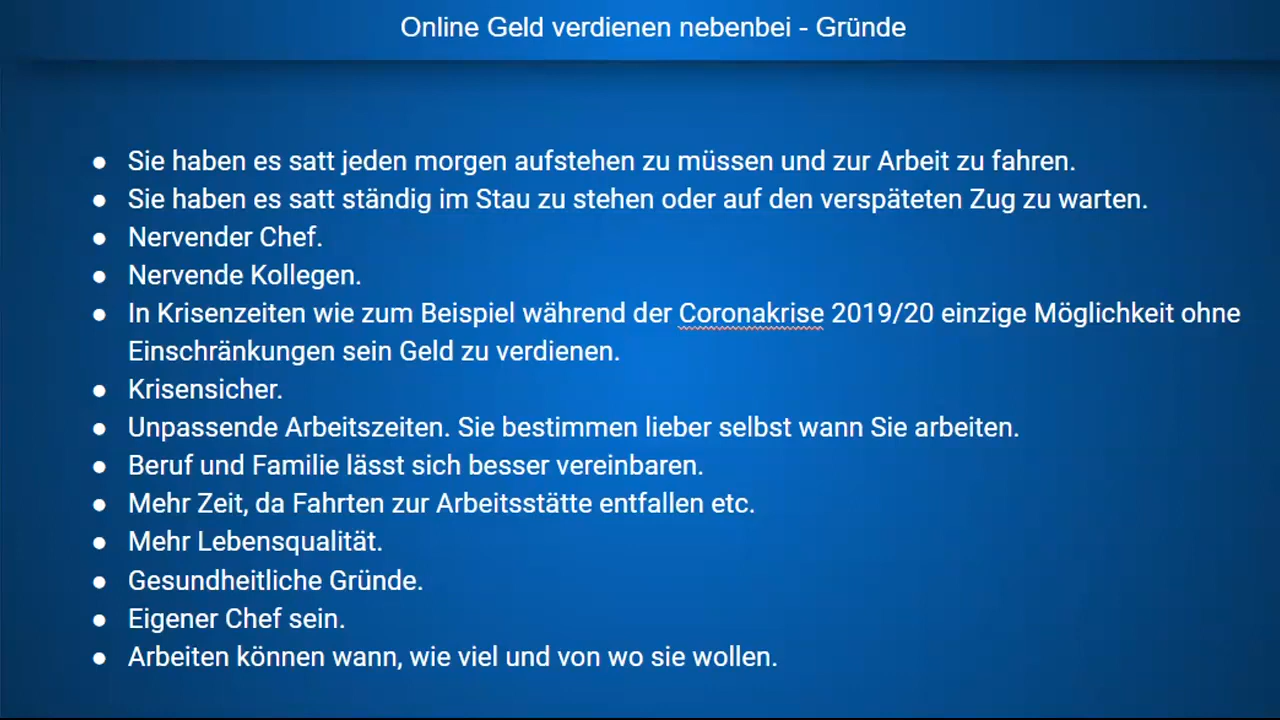 Online Geld verdienen nebenbei - Gründe
● Sie haben es satt jeden morgen aufstehen zu müssen und zur Arbeit zu fahren.
● Sie haben es satt ständig im Stau zu stehen oder auf den verspäteten Zug zu warten.
● Nervender Chef.
● Nervende Kollegen.
● In Krisenzeiten wie zum Beispiel während der Coronakrise 2019/20 einzige Möglichkeit ohne
Einschränkungen sein Geld zu verdienen.
● Krisensicher.
● Unpassende Arbeitszeiten. Sie bestimmen lieber selbst wann Sie arbeiten.
● Beruf und Familie lässt sich besser vereinbaren.
● Mehr Zeit, da Fahrten zur Arbeitsstätte entfallen etc.
● Mehr Lebensqualität.
● Gesundheitliche Gründe.
● Eigener Chef sein.
● Arbeiten können wann, wie viel und von wo sie wollen.